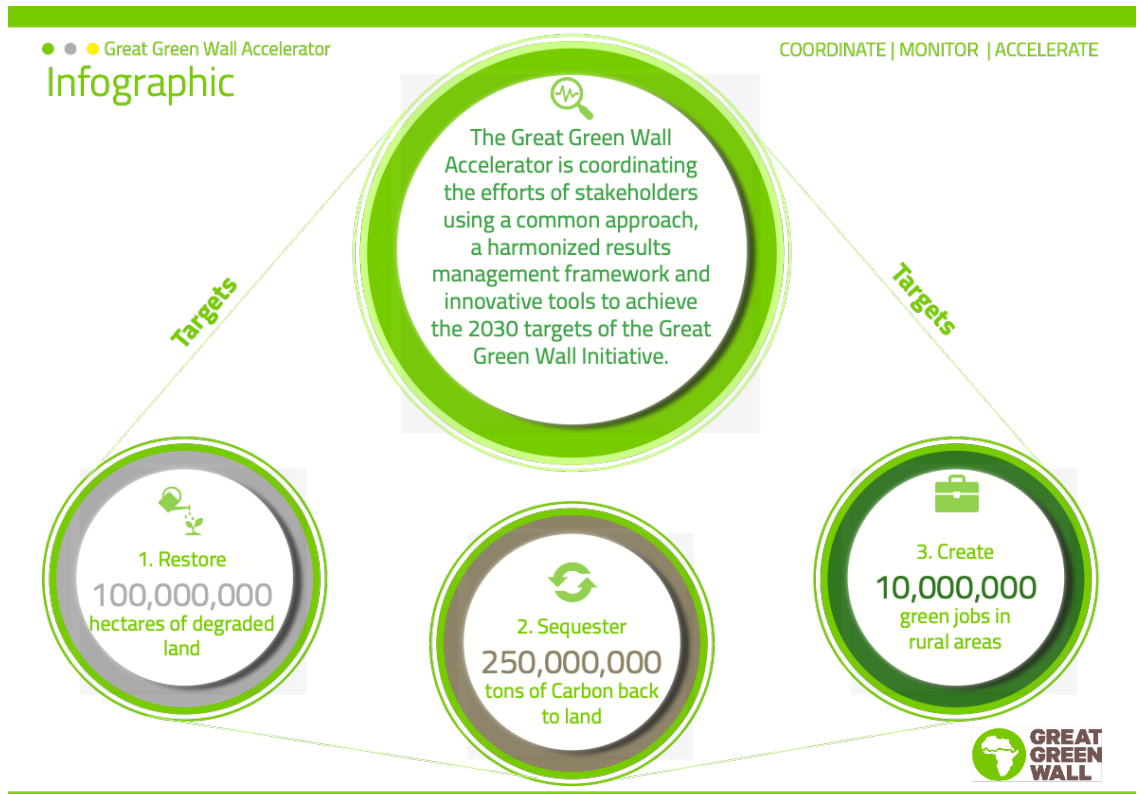 Great Green Wall Accelerator
Infographic
COORDINATE | MONITOR | ACCELERATE
The Great Green Wall
Accelerator is coordinating
the efforts of stakeholders
using a common approach,
a harmonized results
management framework and
innovative tools to achieve
the 2030 targets of the Great
Green Wall Initiative.
Targets
Targets
1. Restore
100,000,000
hectares of degraded
land
2. Sequester
250,000,000
tons of Carbon back
to land
3. Create
10,000,000
green jobs in
rural areas
GREAT
GREEN
WALL